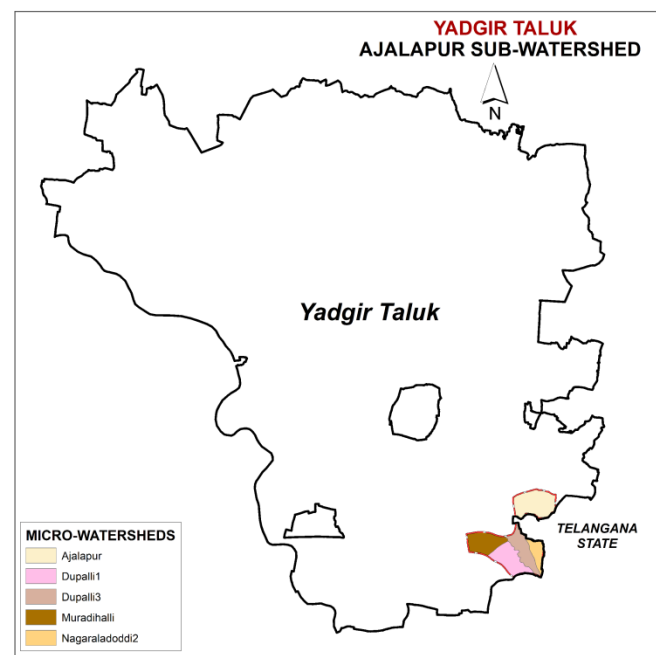 YADGIR TALUK
AJALAPUR SUB-WATERSHED
N
Yadgir Taluk
TELANGANA
STATE
MICRO-WATERSHEDS
Ajalapur
Dupalli1
Dupalli3
Muradihalli
Nagaraladoddi2